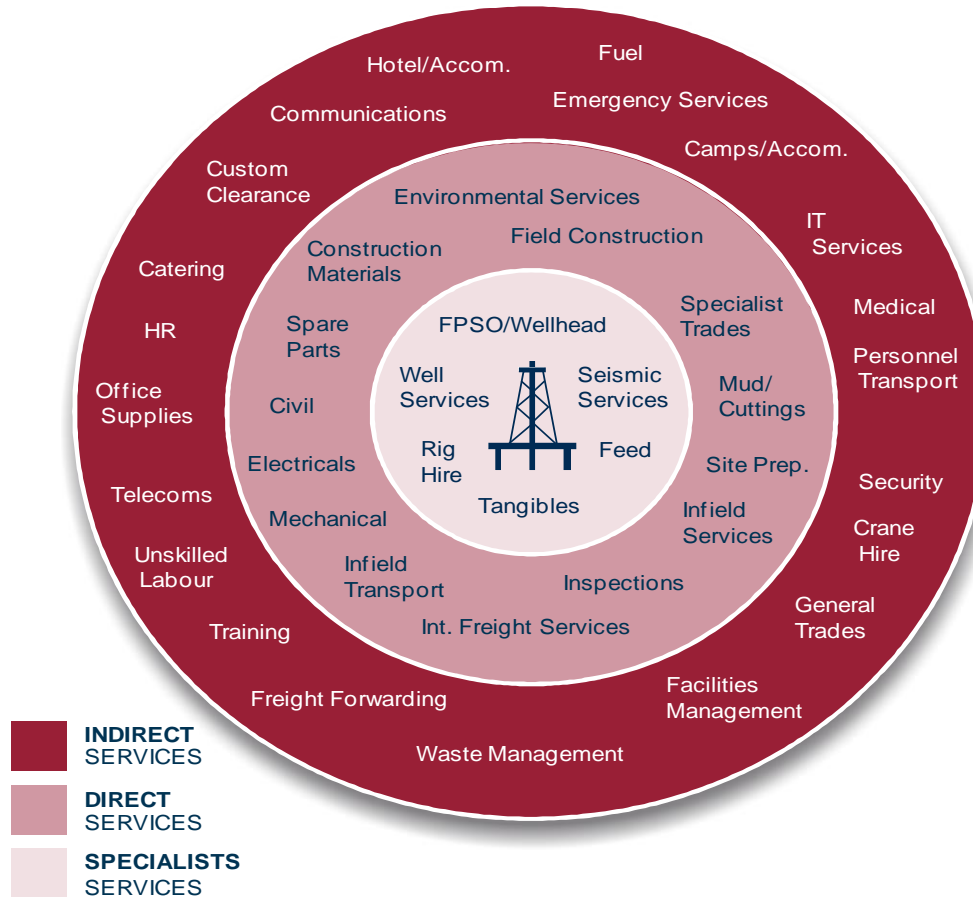 Hotel/Accom.
Fuel
Communications
Emergency Services
Camps/Accom.
Custom
Clearance
IT
Services
Catering
Medical
HR
Personnel
Transport
Office
Supplies
Telecoms
Security
Unskilled
Labour
Crane
Hire
Training
General
Trades
Freight Forwarding
Facilities
Management
Waste Management
Environmental Services
Field Construction
Construction
Materials
Specialist
Trades
Spare
Parts
Mud/
Cuttings
Civil
Electricals
Site Prep.
Mechanical
Infield
Services
Infield
Transport
Inspections
Int. Freight Services
FPSO/Wellhead
Well
Services
Seismic
Services
Rig
Hire
Feed
Tangibles
INDIRECT
SERVICES
DIRECT
SERVICES
SPECIALISTS
SERVICES